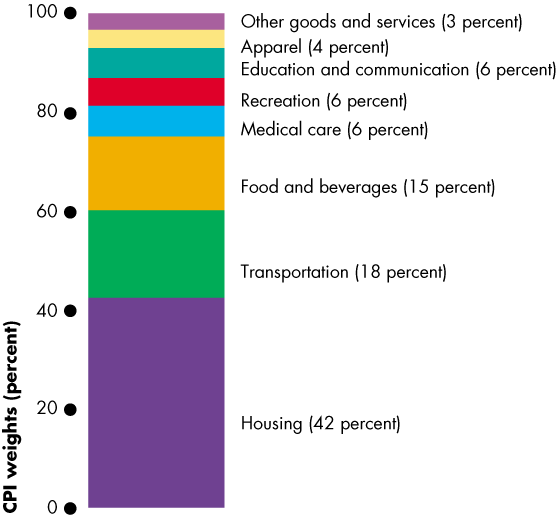 100
Other goods and services (3 percent)
Apparel (4 percent)
Education and communication (6 percent)
Recreation (6 percent)
80
Medical care (6 percent)
Food and beverages (15 percent)
60
Transportation (18 percent)
40
20
Housing (42 percent)
0
CPI weights (percent)